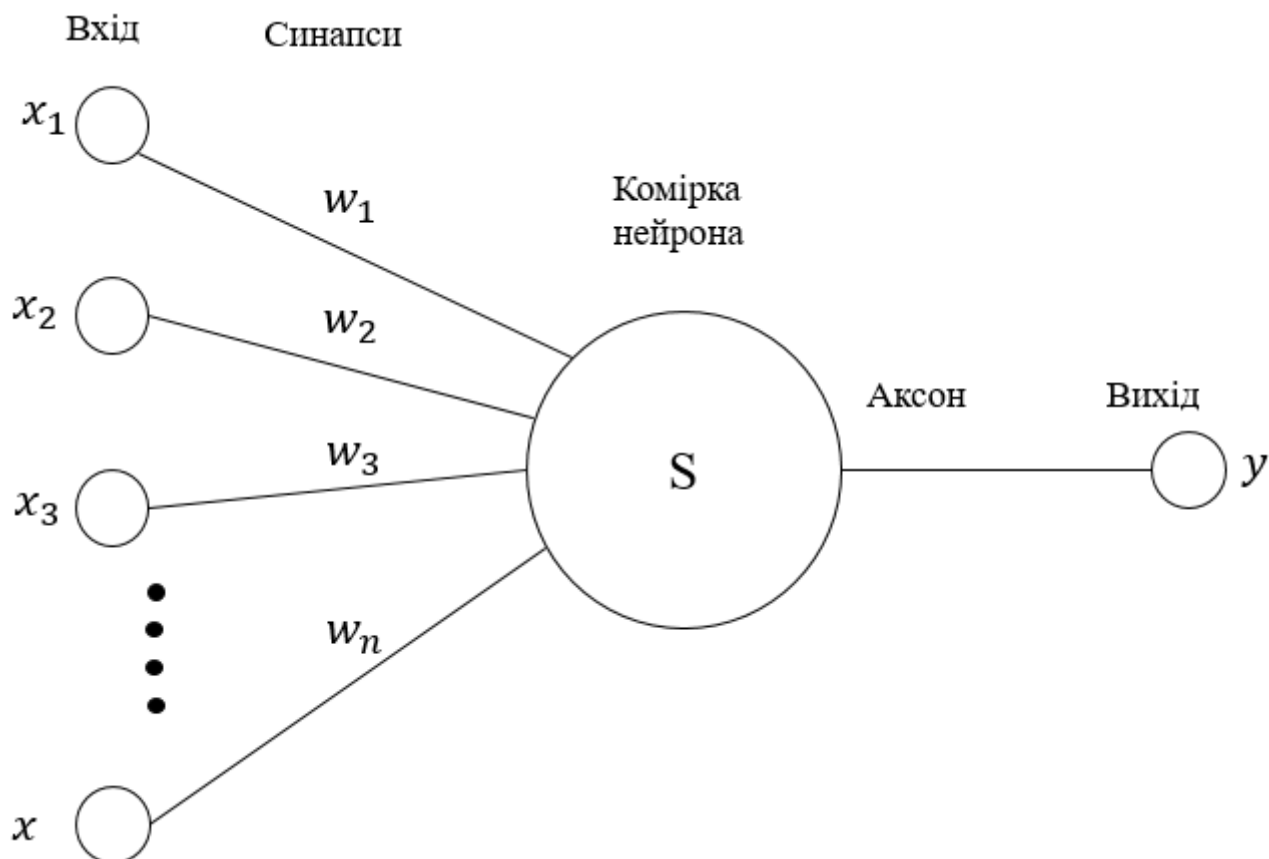 Вхід
Синапси
x₁
w₁
Комірка
нейрона
x₂
w₂
Аксон
Вихід
w₃
S
y
x₃
wₙ
x